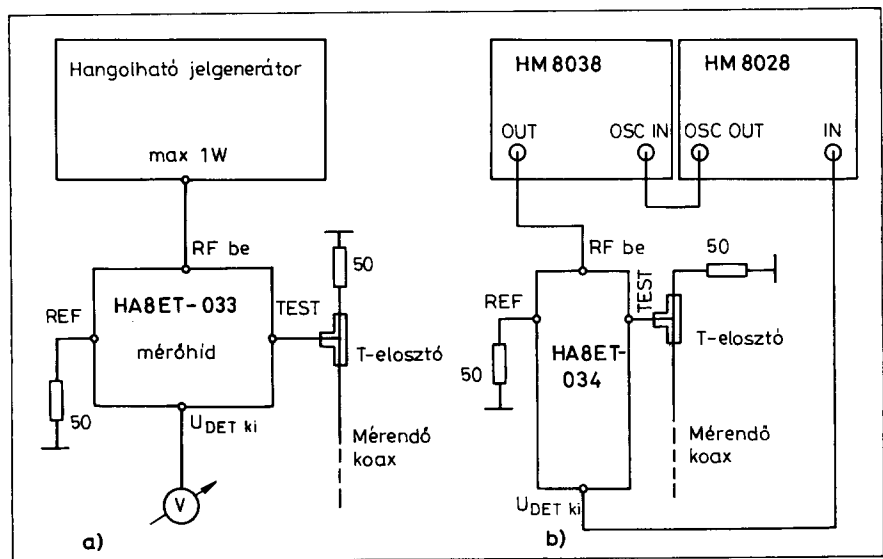 Hangolható jelgenerátor
max 1W
RF be
50
REF
HA8ET-033
mérőhíd
TEST
T-elosztó
50
UDET ki
Mérendő
koax
V
a)
HM 8038
HM 8028
OUT
OSC IN
OSC OUT
IN
RF be
50
REF
TEST
HA8ET-
034
T-elosztó
50
Mérendő
koax
UDET ki
b)